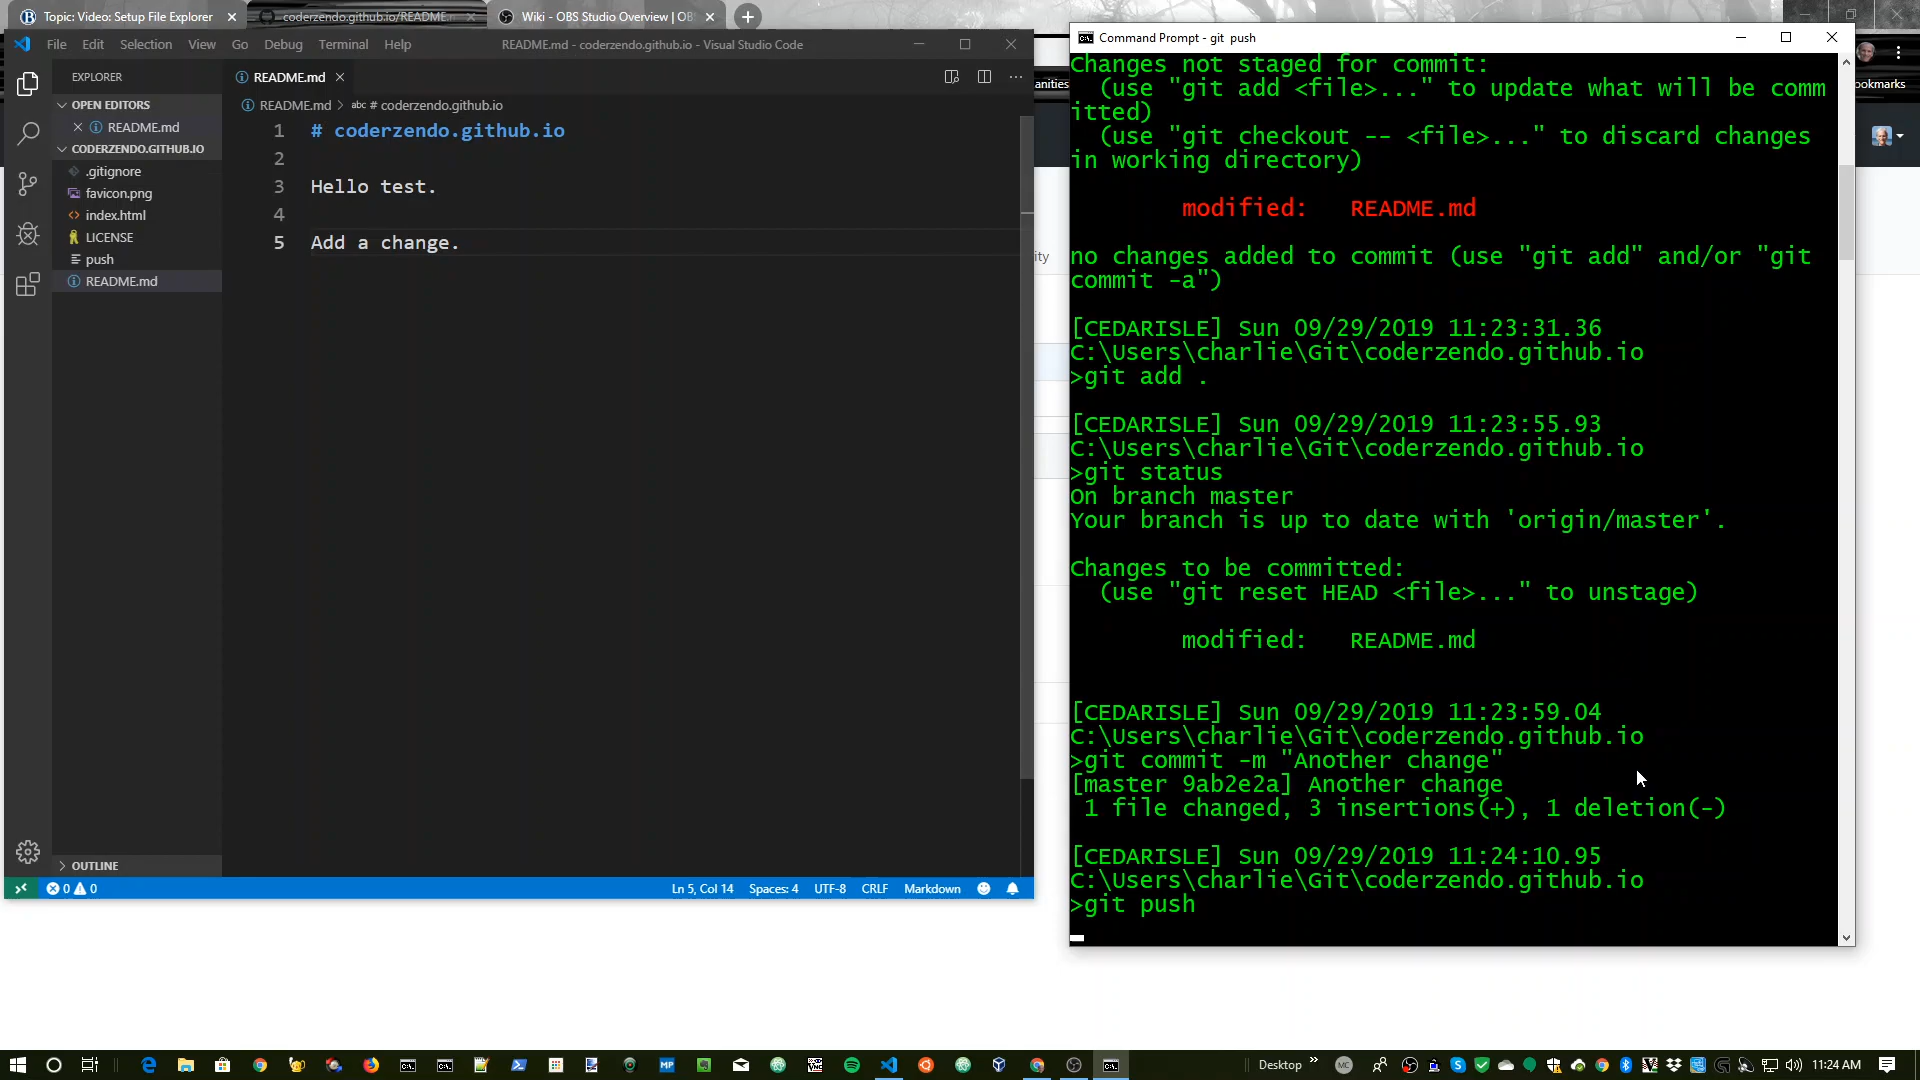 Topic: Video: Setup File Explorer
coderzendo.github.io/README.
Wiki - OBS Studio Overview | OB
File Edit Selection View Go Debug Terminal Help
README.md - coderzendo.github.io - Visual Studio Code
EXPLORER
OPEN EDITORS
README.md
CODERZENDO.GITHUB.IO
.gitignore
favicon.png
index.html
LICENSE
push
README.md
OUTLINE
README.md
README.md > abc # coderzendo.github.io
1 # coderzendo.github.io
2
3 Hello test.
4
5 Add a change.
0 0
Ln 5, Col 14 Spaces: 4 UTF-8 CRLF Markdown
anities
ookmarks
ity
Command Prompt - git push
Changes not staged for commit:
(use "git add <file>..." to update what will be comm
itted)
(use "git checkout -- <file>..." to discard changes
in working directory)
modified: README.md
no changes added to commit (use "git add" and/or "git
commit -a")
[CEDARISLE] Sun 09/29/2019 11:23:31.36
C:\Users\charlie\Git\coderzendo.github.io
>git add .
[CEDARISLE] Sun 09/29/2019 11:23:55.93
C:\Users\charlie\Git\coderzendo.github.io
>git status
On branch master
Your branch is up to date with 'origin/master'.
Changes to be committed:
(use "git reset HEAD <file>..." to unstage)
modified: README.md
[CEDARISLE] Sun 09/29/2019 11:23:59.04
C:\Users\charlie\Git\coderzendo.github.io
>git commit -m "Another change"
[master 9ab2e2a] Another change
1 file changed, 3 insertions(+), 1 deletion(-)
[CEDARISLE] Sun 09/29/2019 11:24:10.95
C:\Users\charlie\Git\coderzendo.github.io
>git push
MP
Desktop
MC
11:24 AM